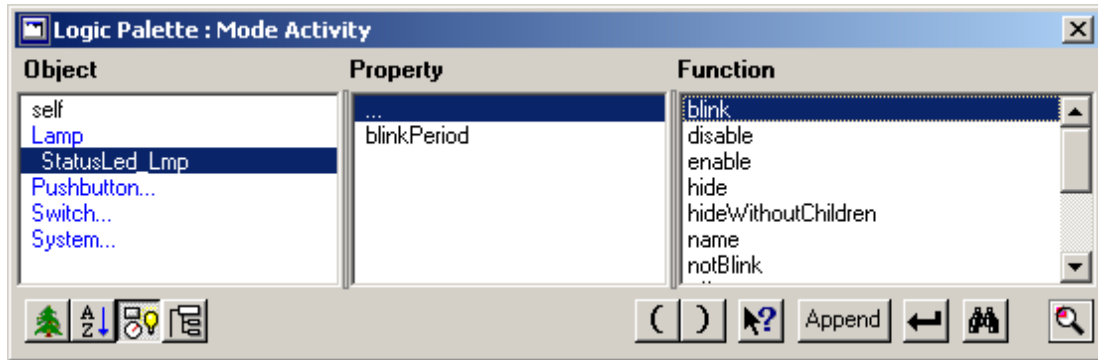 Logic Palette : Mode Activity
Object
Property
Function
self
Lamp
StatusLed_Lmp
Pushbutton...
Switch...
System...
...
blinkPeriod
blink
disable
enable
hide
hideWithoutChildren
name
notBlink
A
Z
( ) ? Append